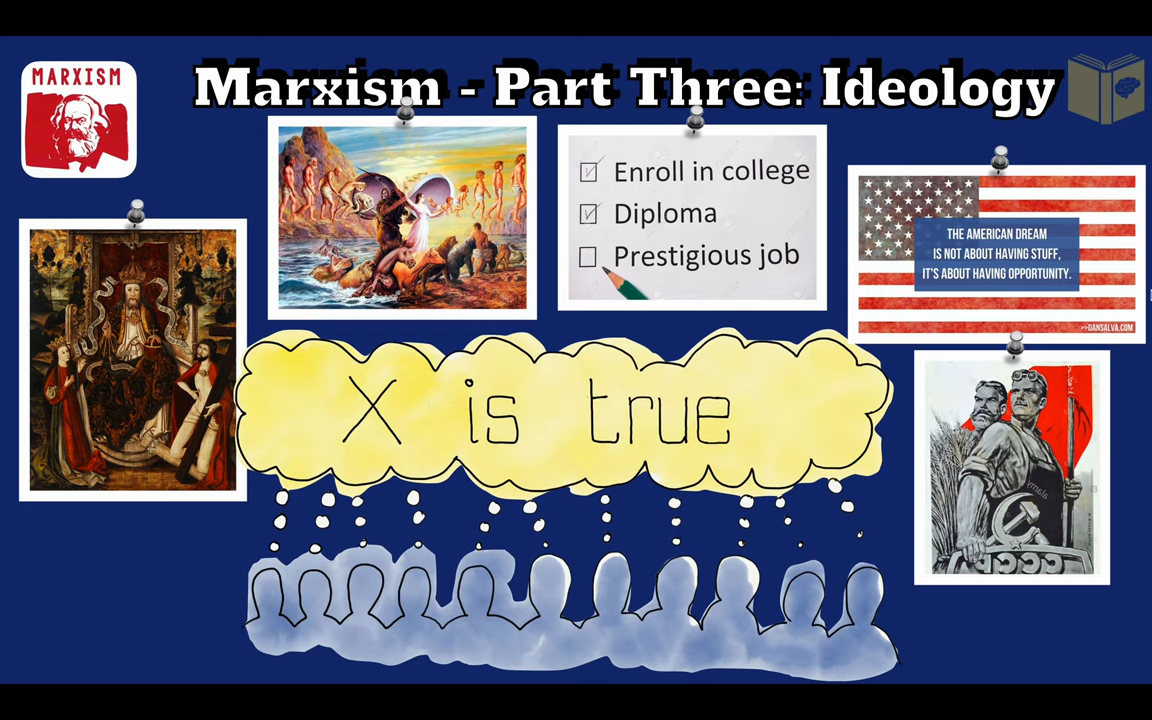 MARXISM
Marxism - Part Three: Ideology
Enroll in college
Diploma
Prestigious job
THE AMERICAN DREAM
IS NOT ABOUT HAVING STUFF,
IT'S ABOUT HAVING OPPORTUNITY.
>>DANSALVA.COM
X is true
СССР